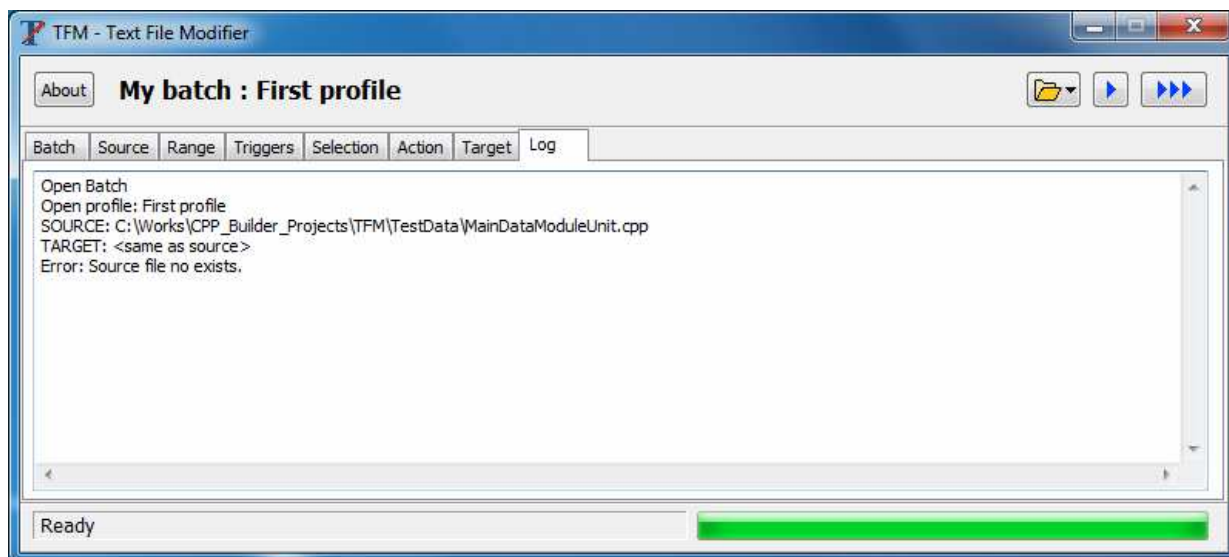 TFM - Text File Modifier
About My batch : First profile
Batch Source Range Triggers Selection Action Target Log
Open Batch
Open profile: First profile
SOURCE: C:\Works\CPP_Builder_Projects\TFM\TestData\MainDataModuleUnit.cpp
TARGET: <same as source>
Error: Source file no exists.
Ready